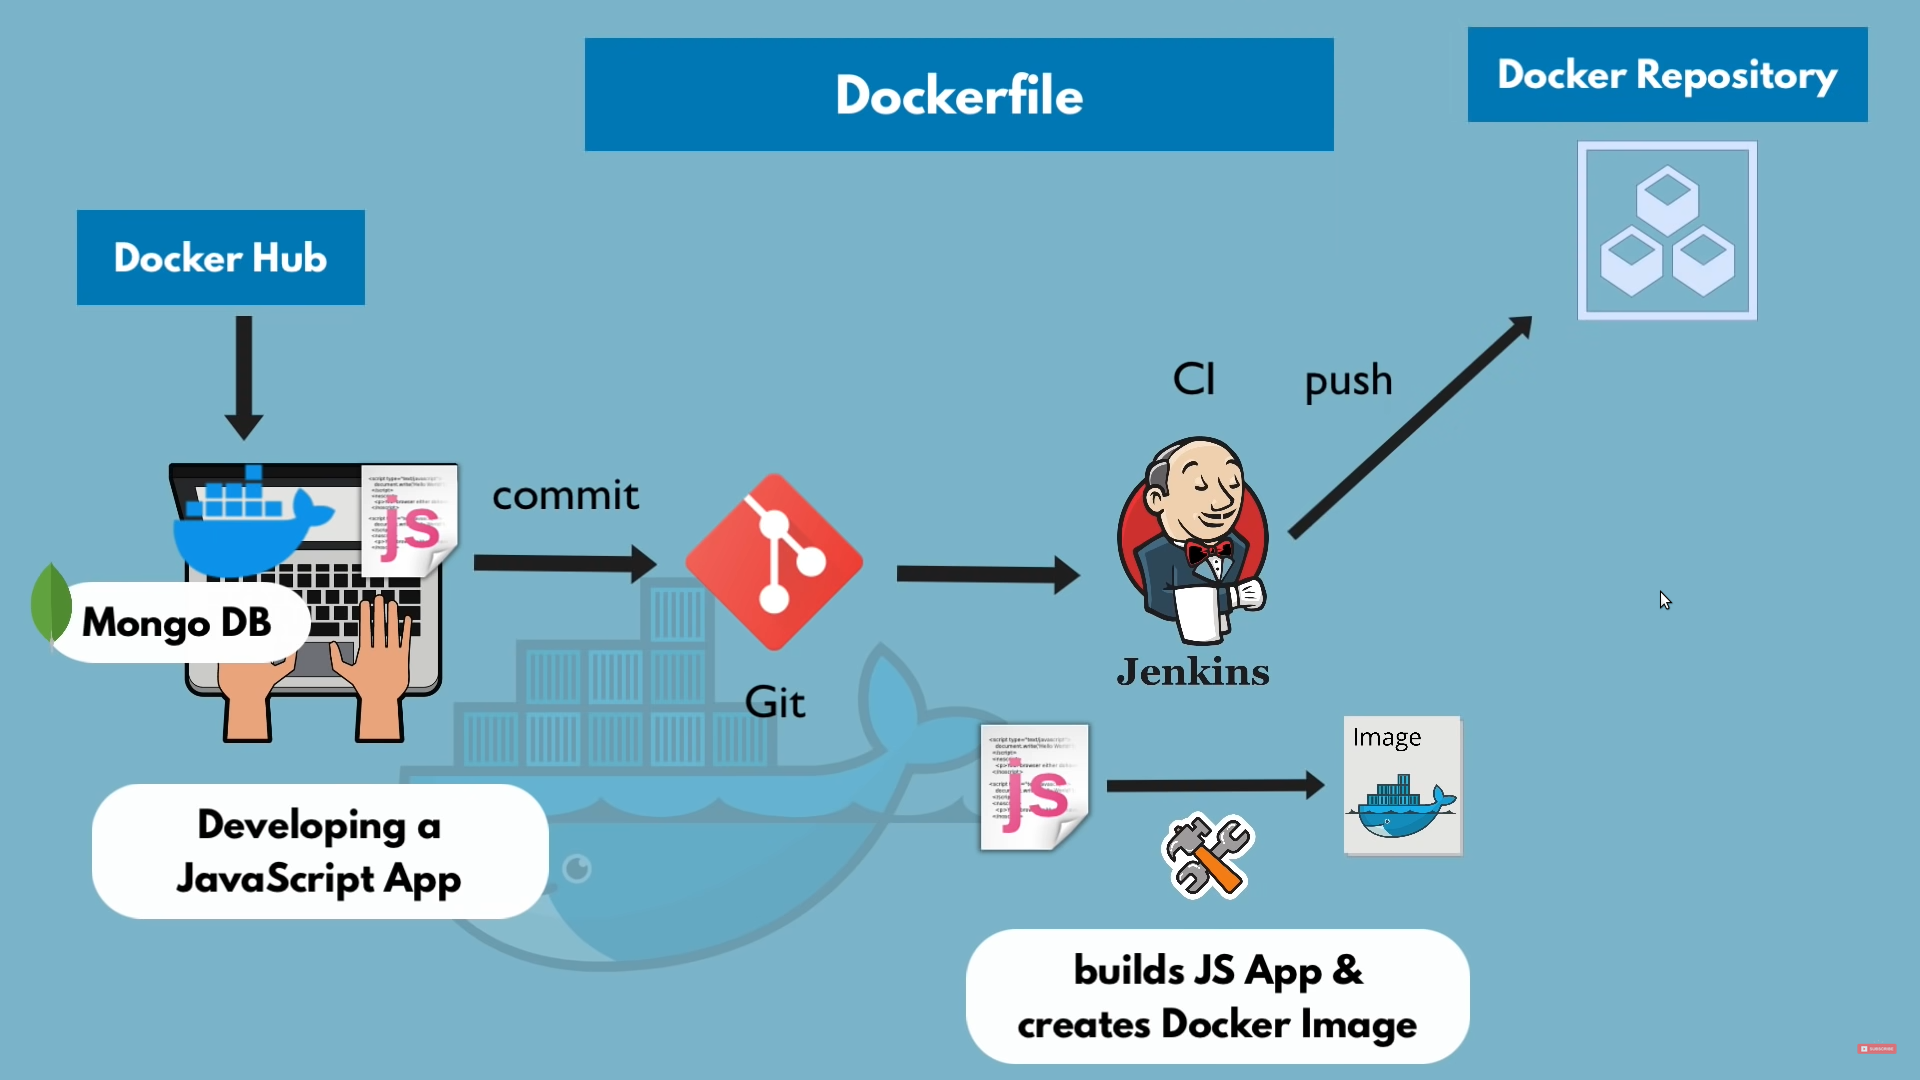 Dockerfile
Docker Repository
Docker Hub
CI
push
commit
js
Mongo DB
Jenkins
Git
js
Image
Developing a
JavaScript App
builds JS App &
creates Docker Image
SUBSCRIBE